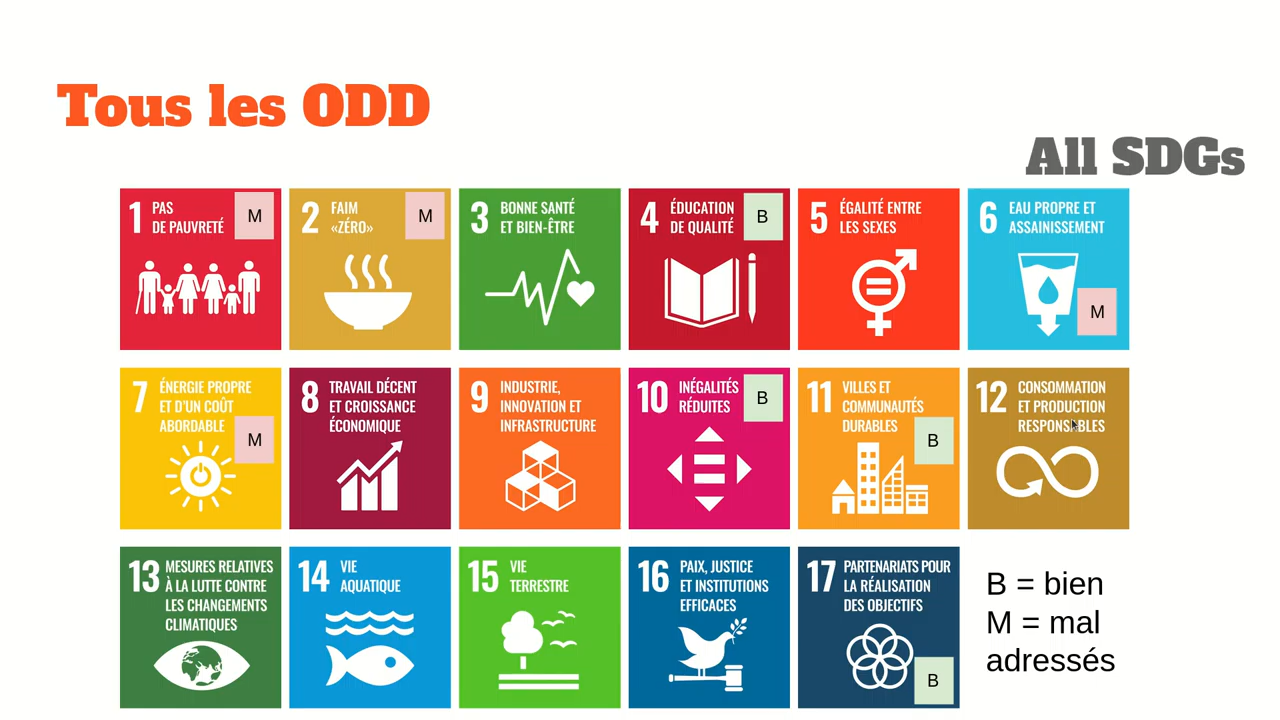 Tous les ODD
All SDGs
1 PAS
DE PAUVRETÉ
M
2 FAIM
«ZÉRO»
M
3 BONNE SANTÉ
ET BIEN-ÊTRE
4 ÉDUCATION
DE QUALITÉ
B
5 ÉGALITÉ ENTRE
LES SEXES
6 EAU PROPRE ET
ASSAINISSEMENT
M
7 ÉNERGIE PROPRE
ET D'UN COÛT
ABORDABLE
M
8 TRAVAIL DÉCENT
ET CROISSANCE
ÉCONOMIQUE
9 INDUSTRIE,
INNOVATION ET
INFRASTRUCTURE
10 INÉGALITÉS
RÉDUITES
B
11 VILLES ET
COMMUNAUTÉS
DURABLES
B
12 CONSOMMATION
ET PRODUCTION
RESPONSABLES
13 MESURES RELATIVES
À LA LUTTE CONTRE
LES CHANGEMENTS
CLIMATIQUES
14 VIE
AQUATIQUE
15 VIE
TERRESTRE
16 PAIX, JUSTICE
ET INSTITUTIONS
EFFICACES
17 PARTENARIATS POUR
LA RÉALISATION
DES OBJECTIFS
B
B = bien
M = mal
adressés